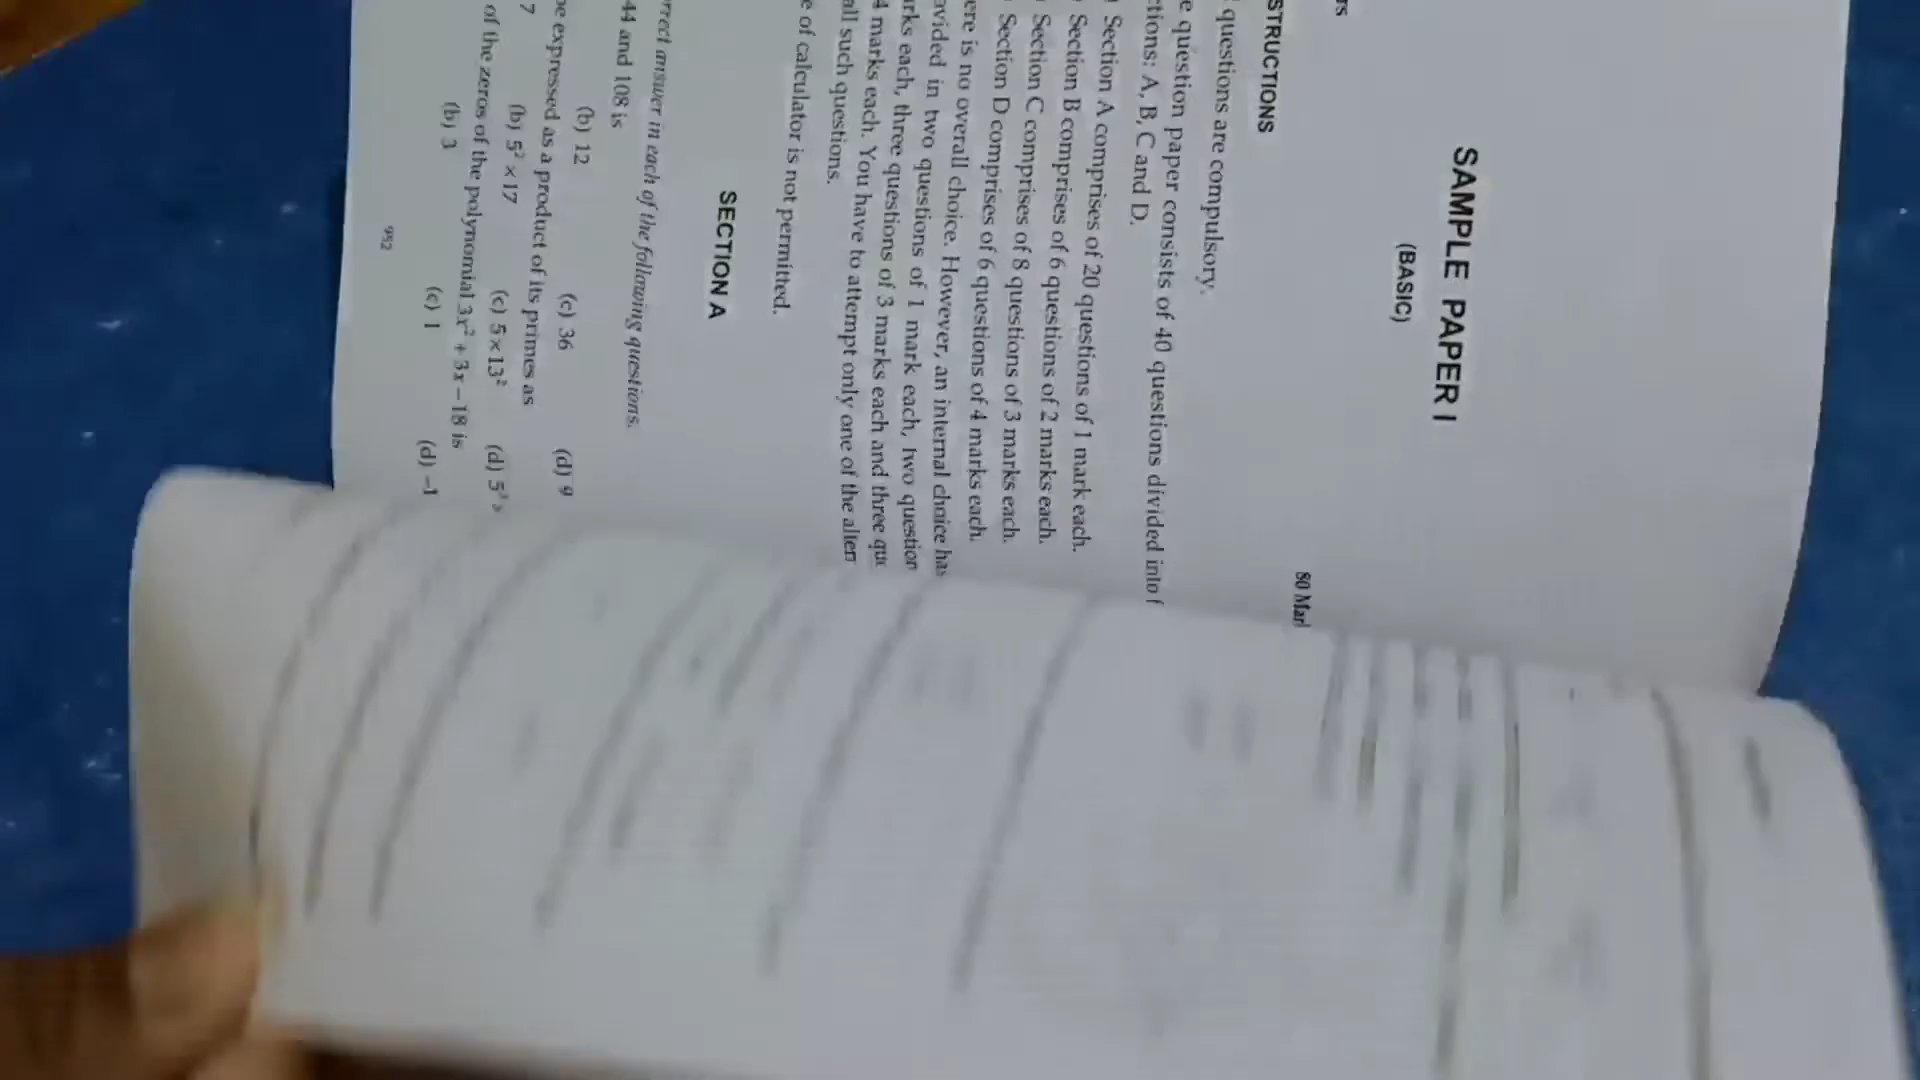 SAMPLE PAPER I
(BASIC)
80
STRUCTIONS
questions are compulsory.
question paper consists of 40 questions divided into
ctions: A, B, C and D.
Section A comprises of 20 questions of 1 mark each.
Section B comprises of 6 questions of 2 marks each.
Section C comprises of 8 questions of 3 marks each.
Section D comprises of 6 questions of 4 marks each.
ere is no overall choice. However, an internal choice has
ovided in two questions of 1 mark each, two question
arks each, three questions of 3 marks each and three
4 marks each. You have to attempt only one of the
all such questions.
e of calculator is not permitted.
SECTION A
rrect answer in each of the following questions.
44 and 108 is
(b) 12 (c) 36 (d) 9
be expressed as a product of its primes as
7 (b) 5² × 17 (c) 5 × 13² (d)
of the zeros of the polynomial 3x² + 3x – 18 is
(b) 3 (c) 1 (d) –1
952